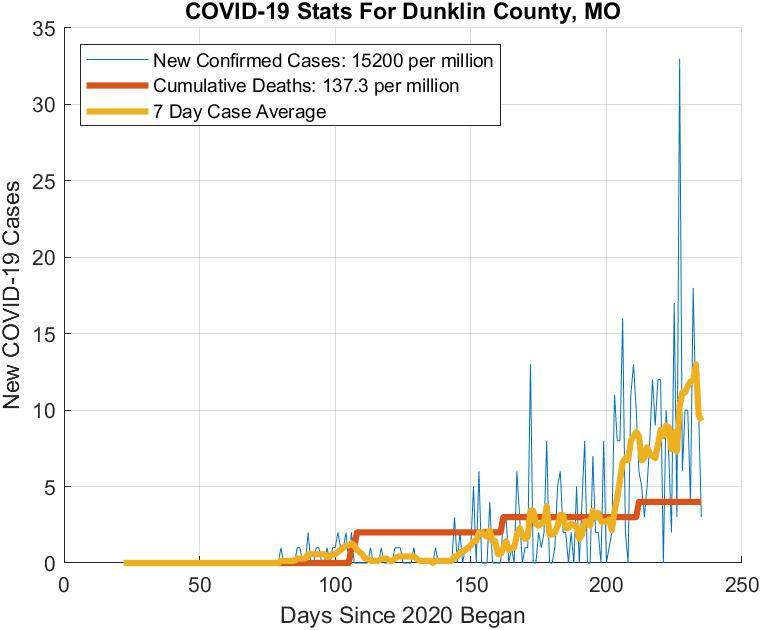 COVID-19 Stats For Dunklin County, MO
New Confirmed Cases: 15200 per million
Cumulative Deaths: 137.3 per million
7 Day Case Average
New COVID-19 Cases
35
30
25
20
15
10
5
0
0 50 100 150 200 250
Days Since 2020 Began